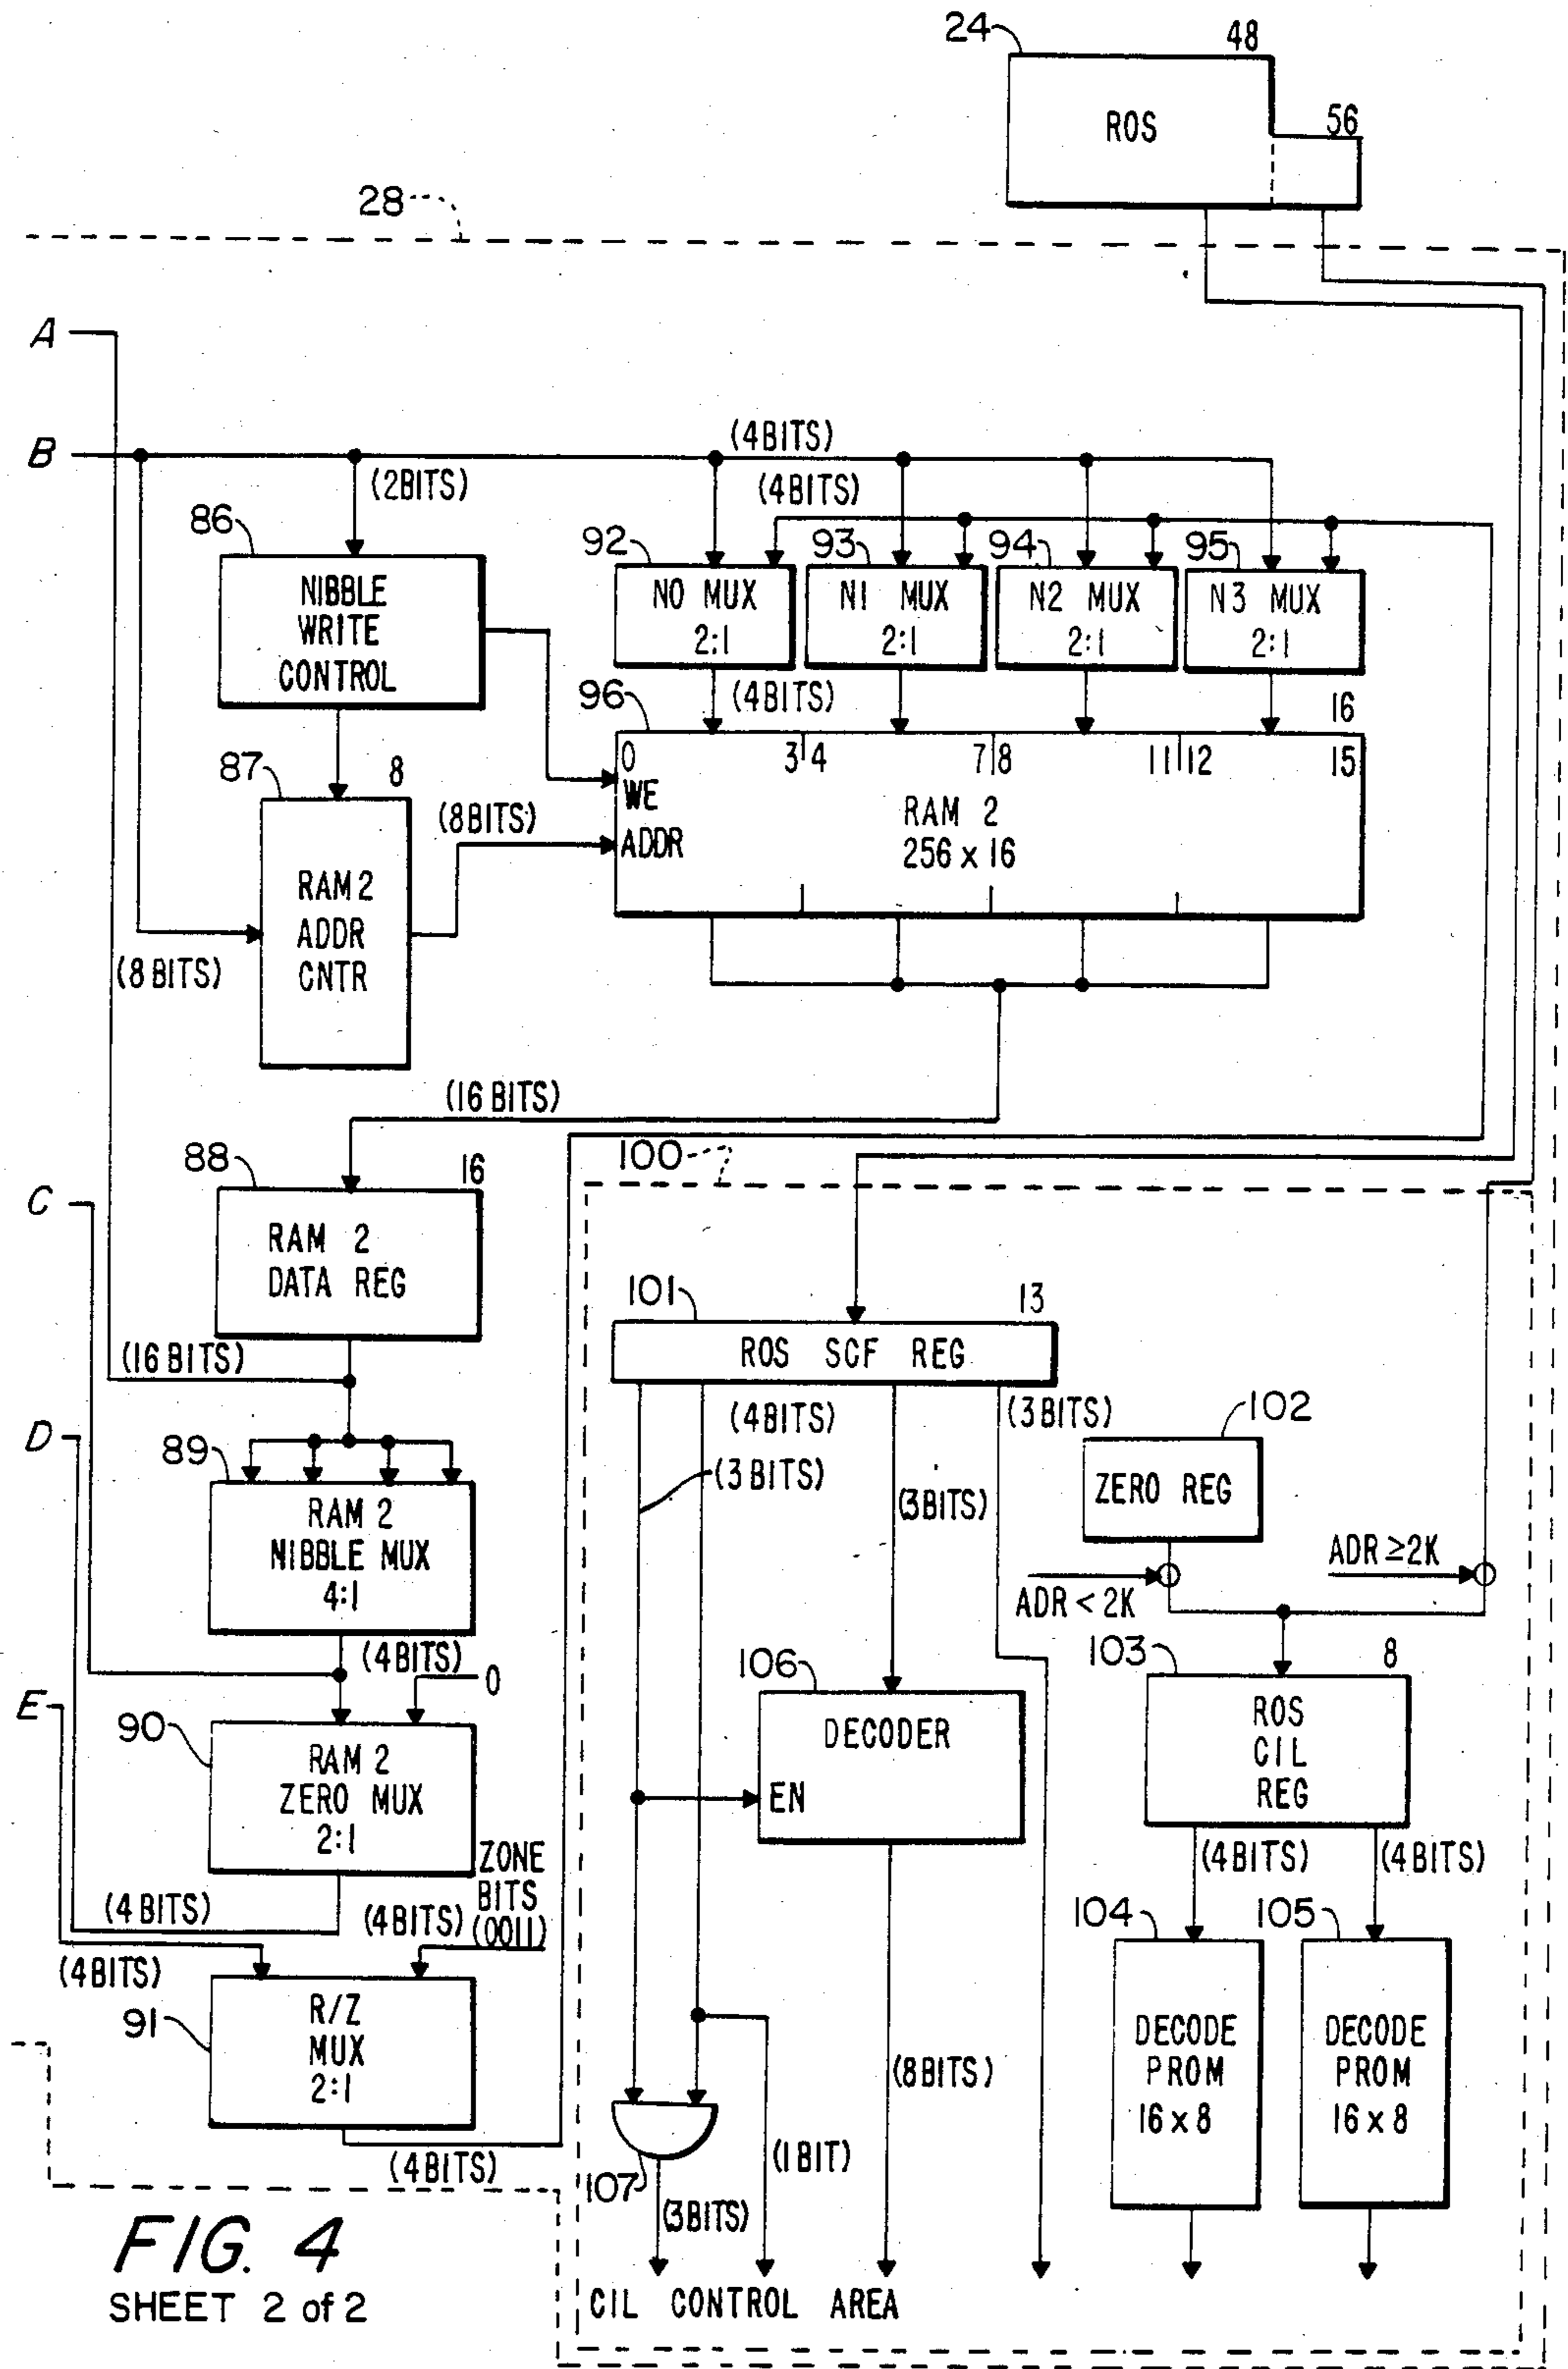 24
48
ROS
56
28
A
B
(4BITS)
(2BITS)
(4BITS)
86
NIBBLE
WRITE
CONTROL
92
93
94
95
N0 MUX
2:1
N1 MUX
2:1
N2 MUX
2:1
N3 MUX
2:1
96
(4BITS)
16
0
3
4
7
8
11
12
15
WE
ADDR
RAM 2
256 x 16
87
8
RAM 2
ADDR
CNTR
(8BITS)
(8 BITS)
(16 BITS)
88
16
100
C
RAM 2
DATA REG
(16 BITS)
101
13
ROS SCF REG
(4BITS)
(3BITS)
(3 BITS)
(3BITS)
102
ZERO REG
D
89
RAM 2
NIBBLE MUX
4:1
(4 BITS)
0
ADR < 2K
ADR ≥ 2K
E
90
RAM 2
ZERO MUX
2:1
106
DECODER
EN
103
8
ROS
CIL
REG
(4BITS)
(4BITS)
ZONE
BITS
(0011)
(4 BITS)
(4BITS)
(4BITS)
91
R/Z
MUX
2:1
(4BITS)
104
105
DECODE
PROM
16 x 8
DECODE
PROM
16 x 8
(8BITS)
(1 BIT)
107
(3BITS)
CIL CONTROL AREA
FIG. 4
SHEET 2 of 2